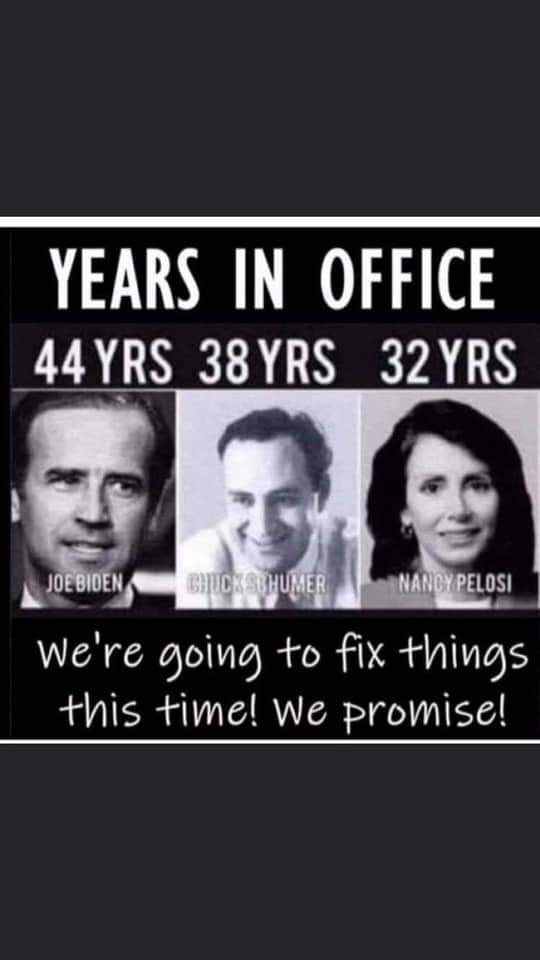 YEARS IN OFFICE
44 YRS 38 YRS 32 YRS
JOE BIDEN CHUCK SCHUMER NANCY PELOSI
We're going to fix things
this time! We promise!